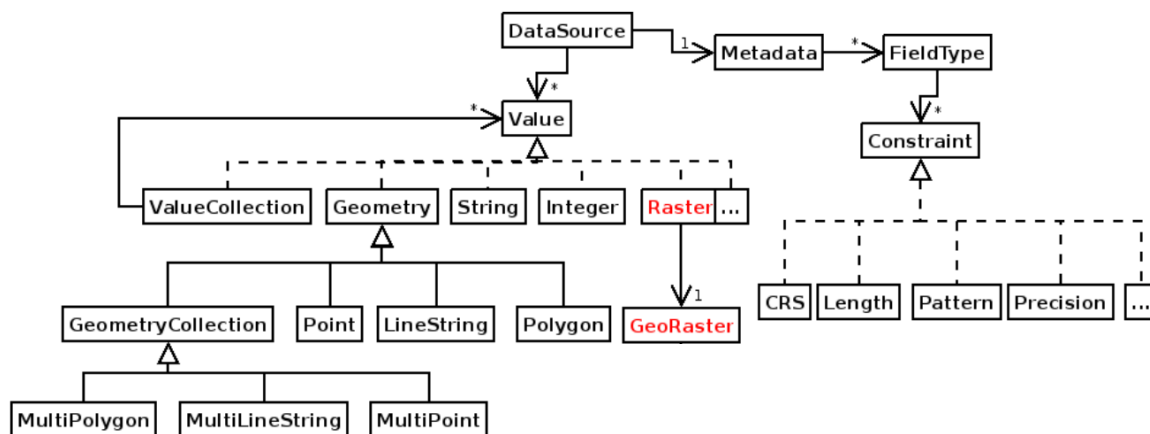 DataSource
1
Metadata
*
FieldType
*
*
Value
*
Constraint
ValueCollection
Geometry
String
Integer
Raster
...
CRS
Length
Pattern
Precision
...
1
GeometryCollection
Point
LineString
Polygon
GeoRaster
MultiPolygon
MultiLineString
MultiPoint